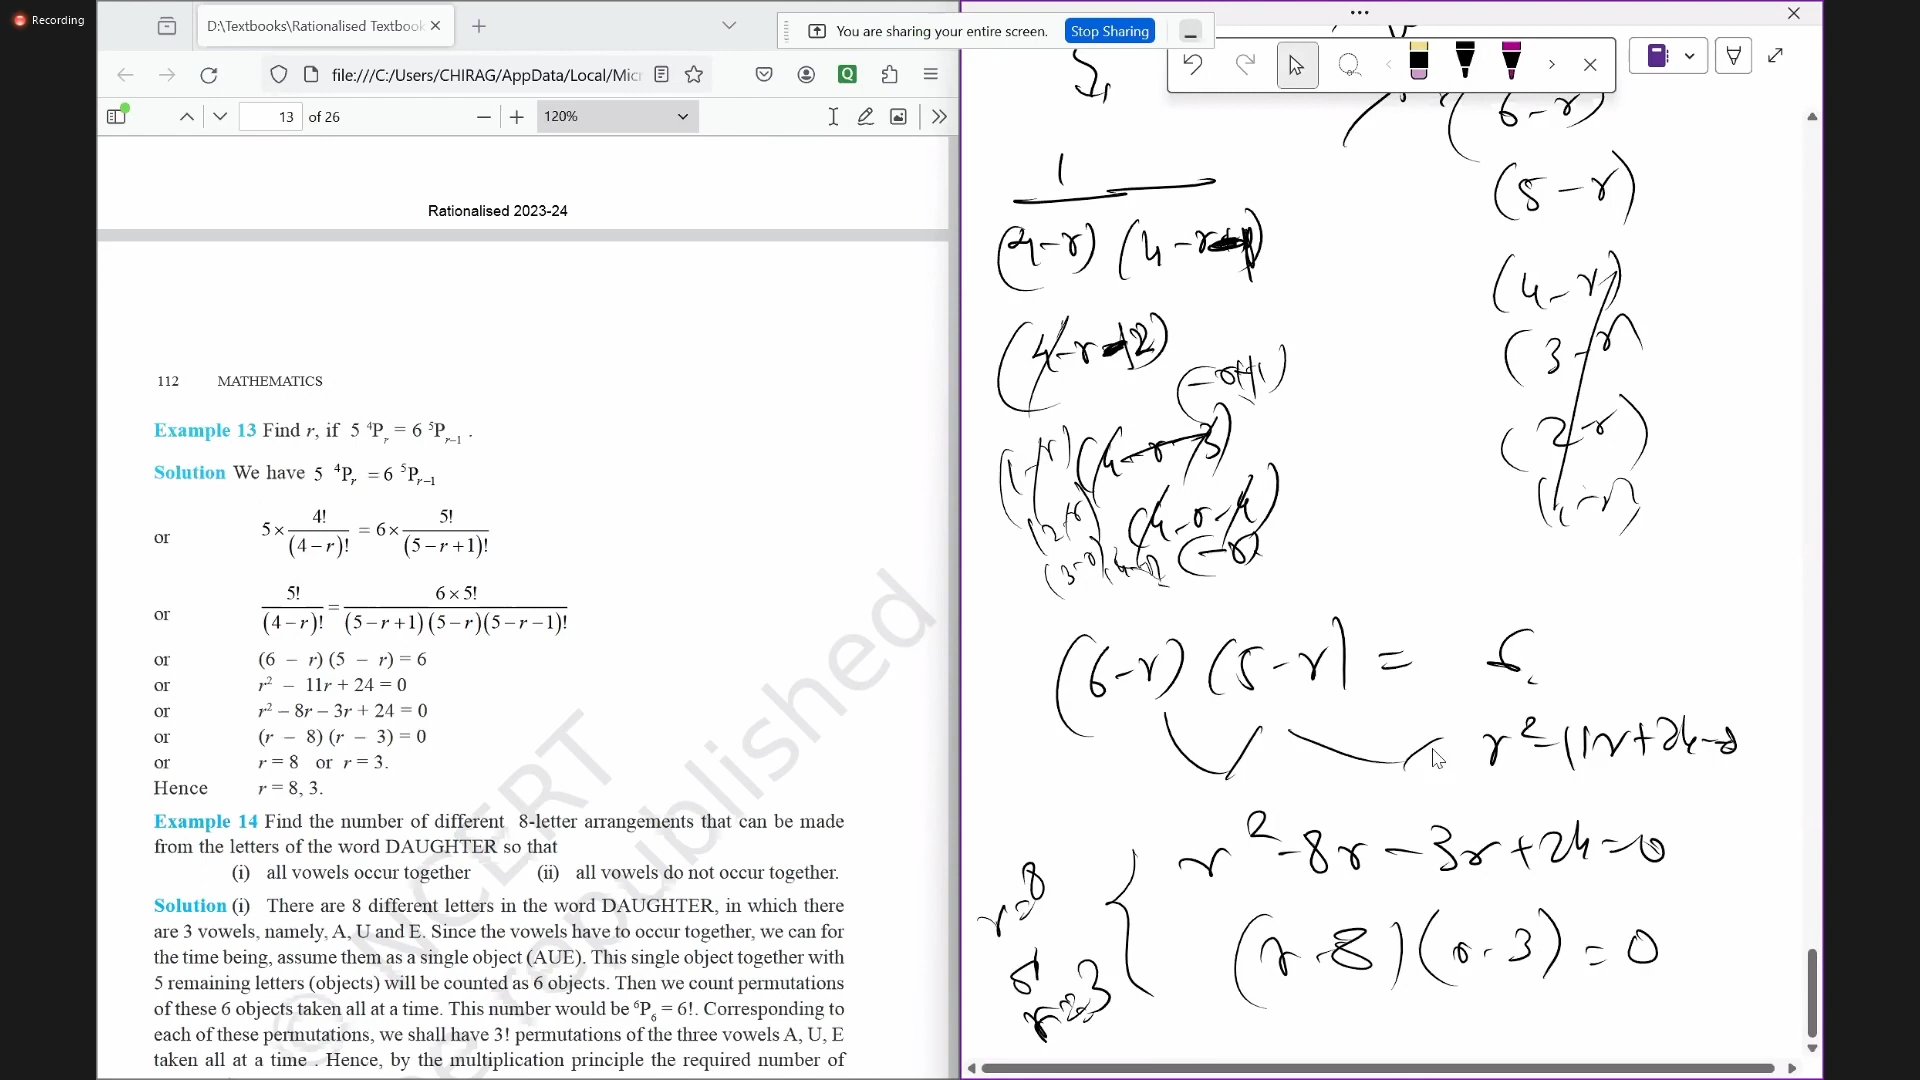 Recording
D:\Textbooks\Rationalised Textbook
You are sharying your entire screen. Stop Sharing
file:///C:/Users/CHIRAG/AppData/Local/Micr
13 of 26
120%
Rationalised 2023-24
112 MATHEMATICS
Example 13 Find r, if 5 ⁴Pᵣ = 6 ⁵Pᵣ₋₁ .
Solution We have 5 ⁴Pᵣ = 6 ⁵Pᵣ₋₁
or 5 × 4!/(4 – r)! = 6 × 5!/(5 – r + 1)!
or 5!/(4 – r)! = 6 × 5!/(5 – r + 1)(5 – r)(5 – r – 1)!
or (6 – r) (5 – r) = 6
or r² – 11r + 24 = 0
or r² – 8r – 3r + 24 = 0
or (r – 8) (r – 3) = 0
or r = 8 or r = 3.
Hence r = 8, 3.
Example 14 Find the number of different 8-letter arrangements that can be made
from the letters of the word DAUGHTER so that
(i) all vowels occur together (ii) all vowels do not occur together.
Solution (i) There are 8 different letters in the word DAUGHTER, in which there
are 3 vowels, namely, A, U and E. Since the vowels have to occur together, we can for
the time being, assume them as a single object (AUE). This single object together with
5 remaining letters (objects) will be counted as 6 objects. Then we count permutations
of these 6 objects taken all at a time. This number would be ⁶P₆ = 6!. Corresponding to
each of these permutations, we shall have 3! permutations of the three vowels A, U, E
taken all at a time . Hence, by the multiplication principle the required number of
© NCERT
be republished
(6-r)
(5-r)
1
(4-r)
(4-r)
(3-r
(2-r)
(-r+1)
(-r)
(6-r) (5-r) = 6
r²-11r+24=0
r²-8r-3r+24=0
r=8
(r-8)(r-3)=0
r=3